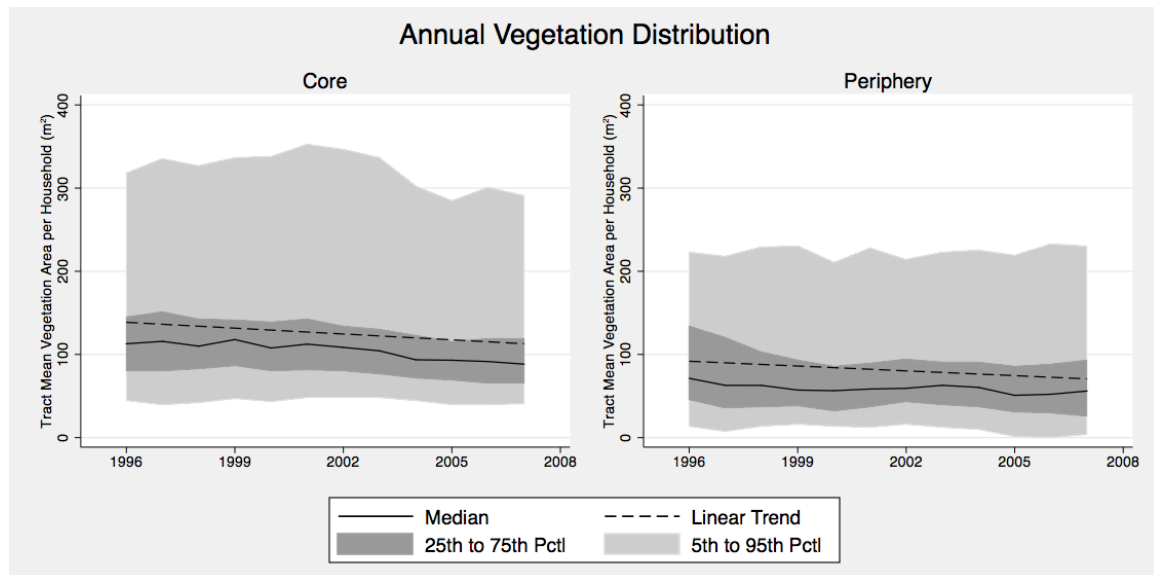 Annual Vegetation Distribution
Core
Tract Mean Vegetation Area per Household (m²)
400
300
200
100
0
1996 1999 2002 2005 2008
Periphery
Tract Mean Vegetation Area per Household (m²)
400
300
200
100
0
1996 1999 2002 2005 2008
Median Linear Trend
25th to 75th Pctl 5th to 95th Pctl